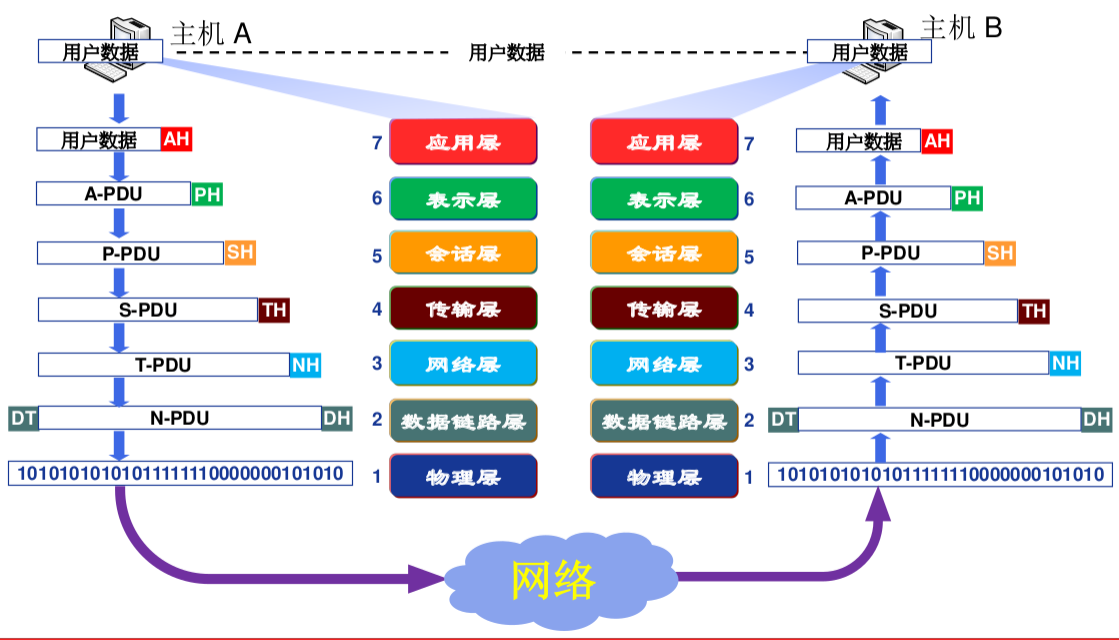 主机 A
主机 B
用户数据
用户数据
用户数据
用户数据 AH
7 应用层
应用层 7
用户数据 AH
A-PDU PH
6 表示层
表示层 6
A-PDU PH
P-PDU SH
5 会话层
会话层 5
P-PDU SH
S-PDU TH
4 传输层
传输层 4
S-PDU TH
T-PDU NH
3 网络层
网络层 3
T-PDU NH
DT N-PDU DH
2 数据链路层
数据链路层 2
DT N-PDU DH
1010101010101111111000000010101​0
1 物理层
物理层 1
10101010101011111110000000101010
网络